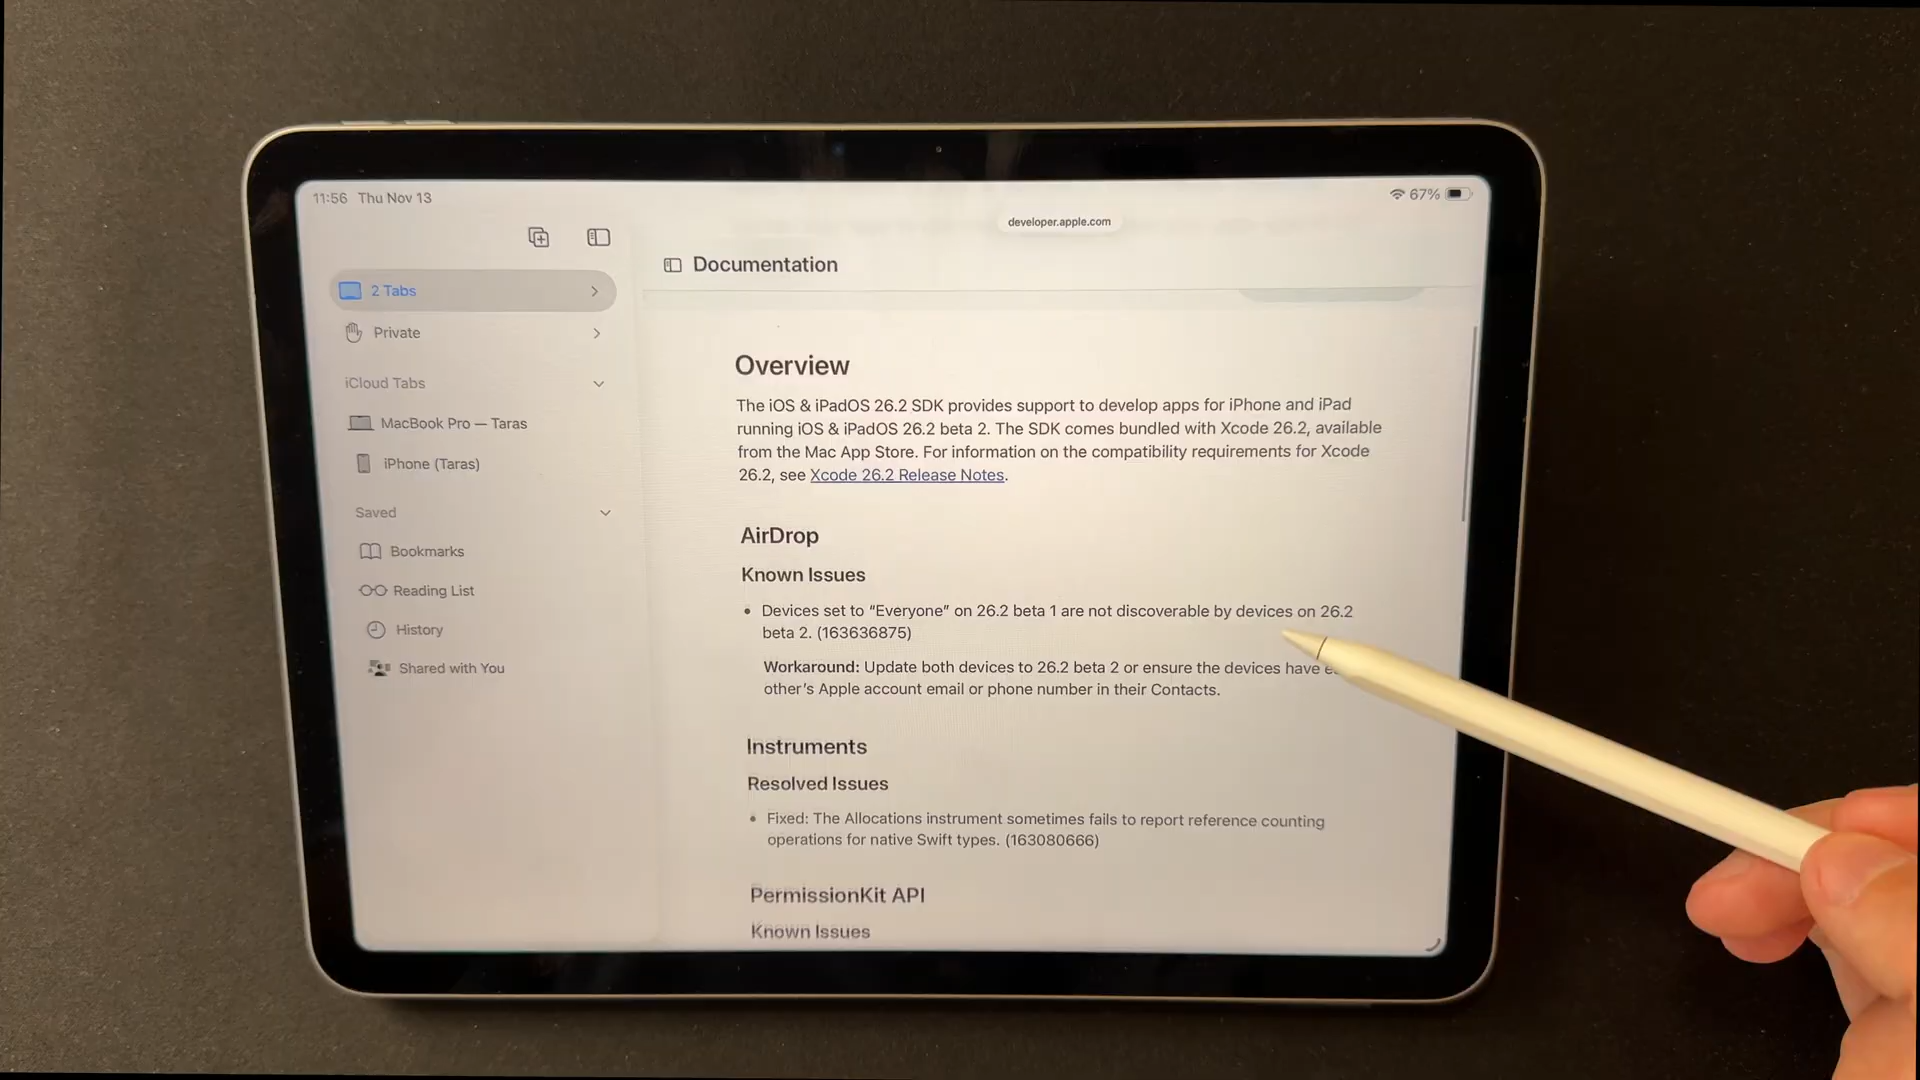 11:56 Thu Nov 13
67%
developer.apple.com
2 Tabs
Private
iCloud Tabs
MacBook Pro — Taras
iPhone (Taras)
Saved
Bookmarks
Reading List
History
Shared with You
Documentation
Overview
The iOS & iPadOS 26.2 SDK provides support to develop apps for iPhone and iPad
running iOS & iPadOS 26.2 beta 2. The SDK comes bundled with Xcode 26.2, available
from the Mac App Store. For information on the compatibility requirements for Xcode
26.2, see Xcode 26.2 Release Notes.
AirDrop
Known Issues
• Devices set to “Everyone” on 26.2 beta 1 are not discoverable by devices on 26.2
beta 2. (163636875)
Workaround: Update both devices to 26.2 beta 2 or ensure the devices have
other’s Apple account email or phone number in their Contacts.
Instruments
Resolved Issues
• Fixed: The Allocations instrument sometimes fails to report reference counting
operations for native Swift types. (163080666)
PermissionKit API
Known Issues